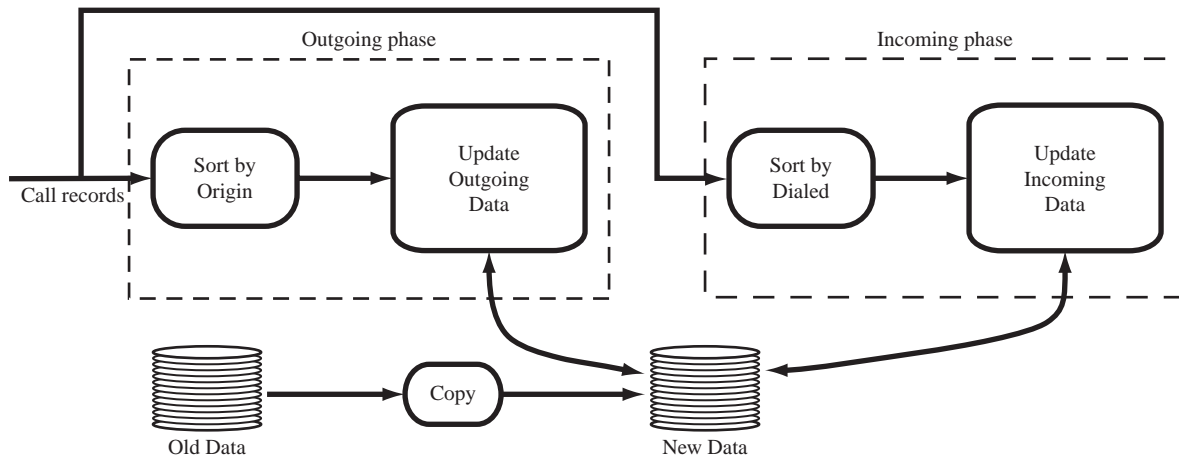 Outgoing phase
Incoming phase
Call records
Sort by
Origin
Update
Outgoing
Data
Sort by
Dialed
Update
Incoming
Data
Copy
Old Data
New Data